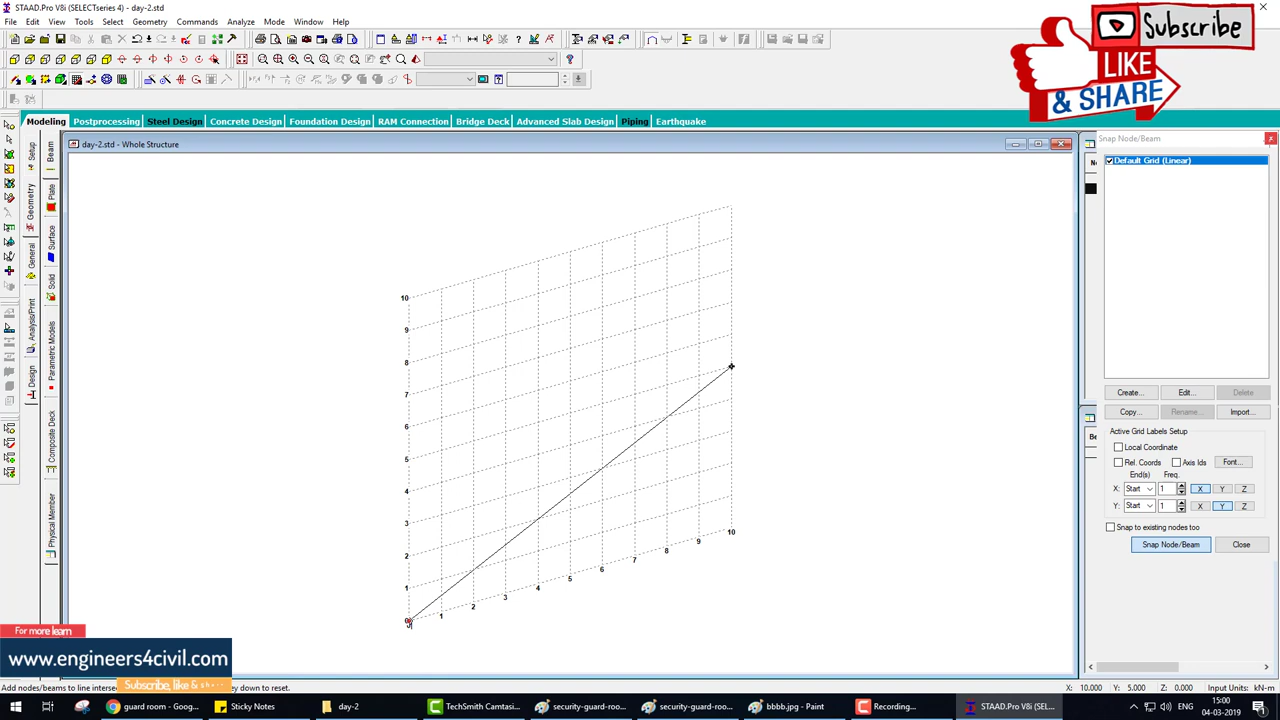 STAAD.Pro V8i (SELECTseries 4) - day-2.std
File Edit View Tools Select Geometry Commands Analyze Mode Window Help
Subscribe
LIKE
& SHARE
Modeling Postprocessing Steel Design Concrete Design Foundation Design RAM Connection Bridge Deck Advanced Slab Design Piping Earthquake
day-2.std - Whole Structure
Snap Node/Beam
Default Grid (Linear)
Setup
Geometry
General
Analysis/Print
Design
Beam
Plate
Surface
Solid
Parametric Models
Composite Deck
Physical Member
10
9
8
7
6
5
4
3
2
1
0
1
2
3
4
5
6
7
8
9
10
Create... Edit... Delete
Copy... Rename... Import...
Active Grid Labels Setup
Local Coordinate
Rel. Coords Axis Ids Font...
End(s) Freq.
X: Start 1 X Y Z
Y: Start 1 X Y Z
Snap to existing nodes too
Snap Node/Beam Close
For more learn
www.engineers4civil.com
Subscribe, like &
Add nodes/beams to line inters
key down to reset.
X: 10.000 Y: 5.000 Z: 0.000 Input Units: kN-m
guard room - Goog... Sticky Notes day-2 TechSmith Camtasi... security-guard-roo... security-guard-roo... bbbb.jpg - Paint Recording... STAAD.Pro V8i (SEL...
ENG
15:00
04-03-2019